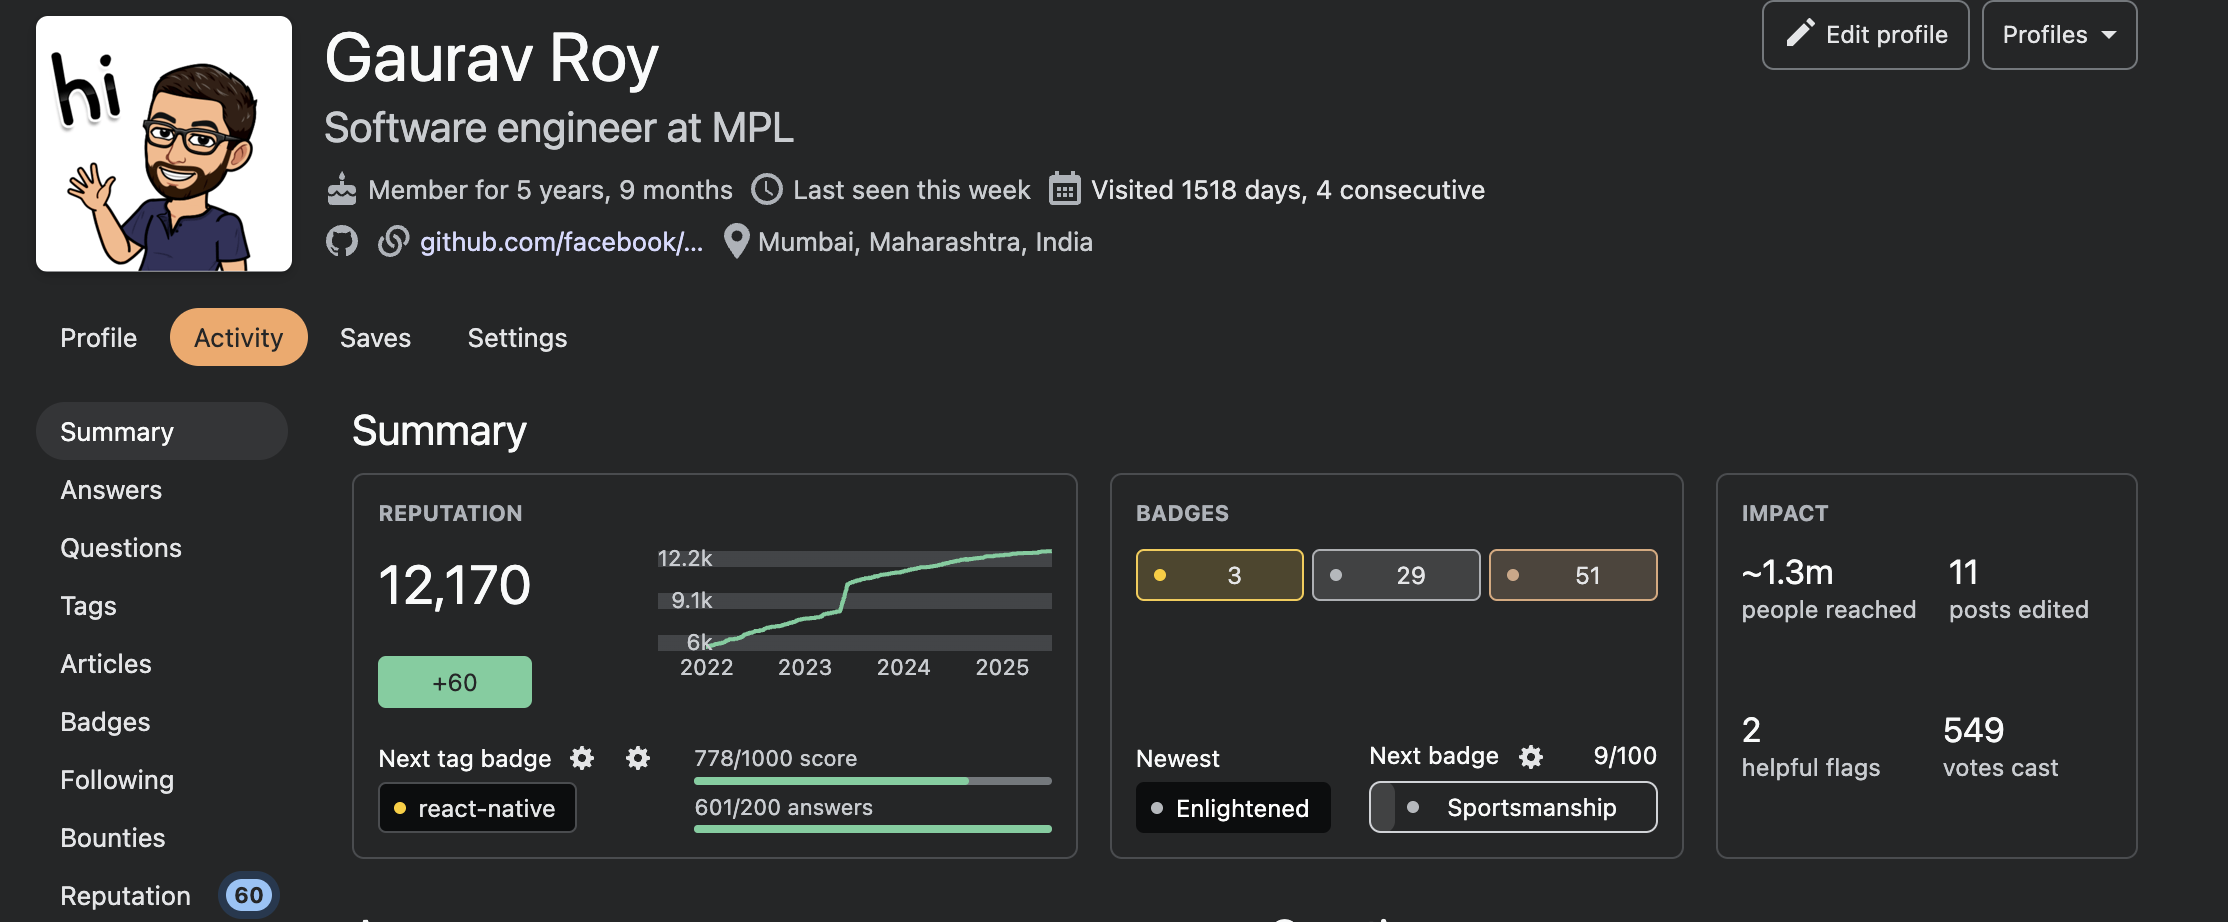 hi
Gaurav Roy
Edit profile
Profiles
Software engineer at MPL
Member for 5 years, 9 months
Last seen this week
Visited 1518 days, 4 consecutive
github.com/facebook/...
Mumbai, Maharashtra, India
Profile
Activity
Saves
Settings
Summary
Answers
Questions
Tags
Articles
Badges
Following
Bounties
Reputation 60
Summary
REPUTATION
12,170
+60
12.2k
9.1k
6k
2022 2023 2024 2025
Next tag badge
react-native
778/1000 score
601/200 answers
BADGES
3 29 51
Newest
Enlightened
Next badge 9/100
Sportsmanship
IMPACT
~1.3m
people reached
11
posts edited
2
helpful flags
549
votes cast